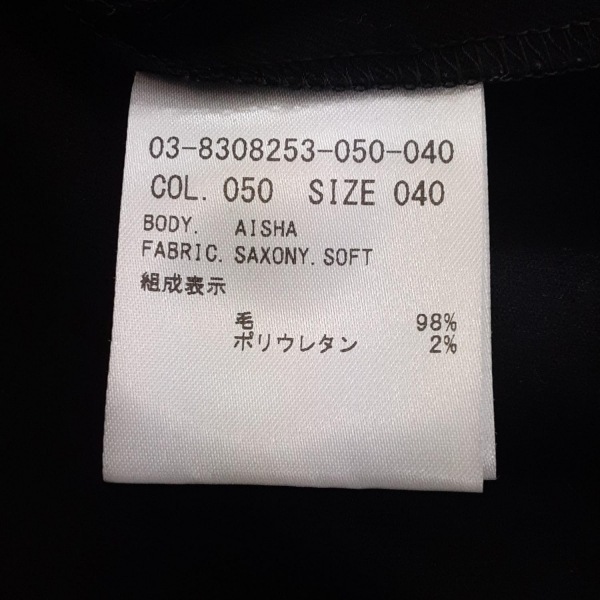 03-8308253-050-040
COL. 050 SIZE 040
BODY. AISHA
FABRIC. SAXONY. SOFT
組成表示
毛 98%
ポリウレタン 2%